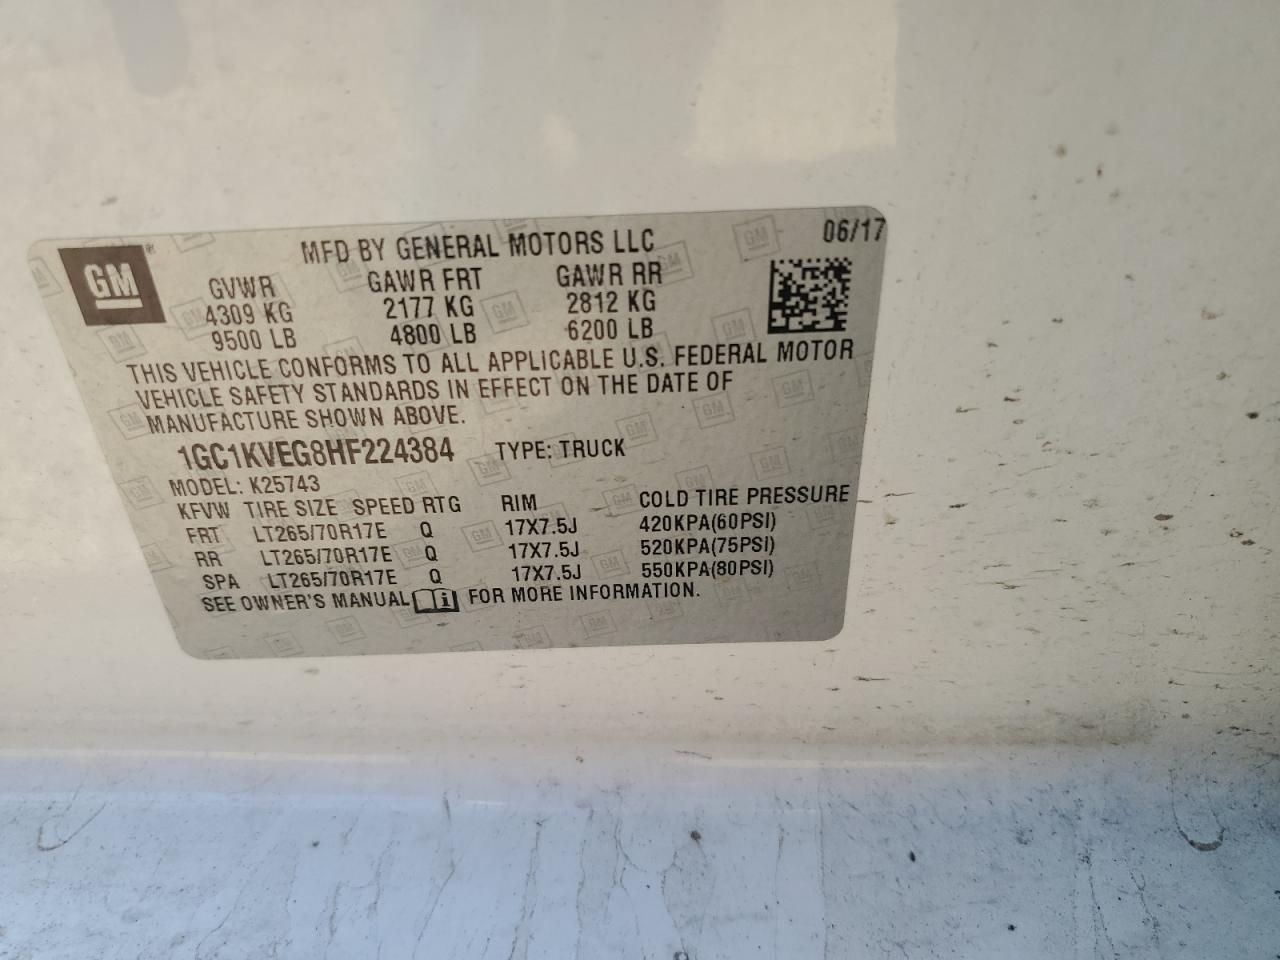 GM ® MFD BY GENERAL MOTORS LLC 06/17
GVWR GAWR FRT GAWR RR
4309 KG 2177 KG 2812 KG
9500 LB 4800 LB 6200 LB
THIS VEHICLE CONFORMS TO ALL APPLICABLE U.S. FEDERAL MOTOR
VEHICLE SAFETY STANDARDS IN EFFECT ON THE DATE OF
MANUFACTURE SHOWN ABOVE.
1GC1KVEG8HF224384 TYPE: TRUCK
MODEL: K25743
KFVW TIRE SIZE SPEED RTG RIM COLD TIRE PRESSURE
FRT LT265/70R17E Q 17X7.5J 420KPA(60PSI)
RR LT265/70R17E Q 17X7.5J 520KPA(75PSI)
SPA LT265/70R17E Q 17X7.5J 550KPA(80PSI)
SEE OWNER'S MANUAL i FOR MORE INFORMATION.